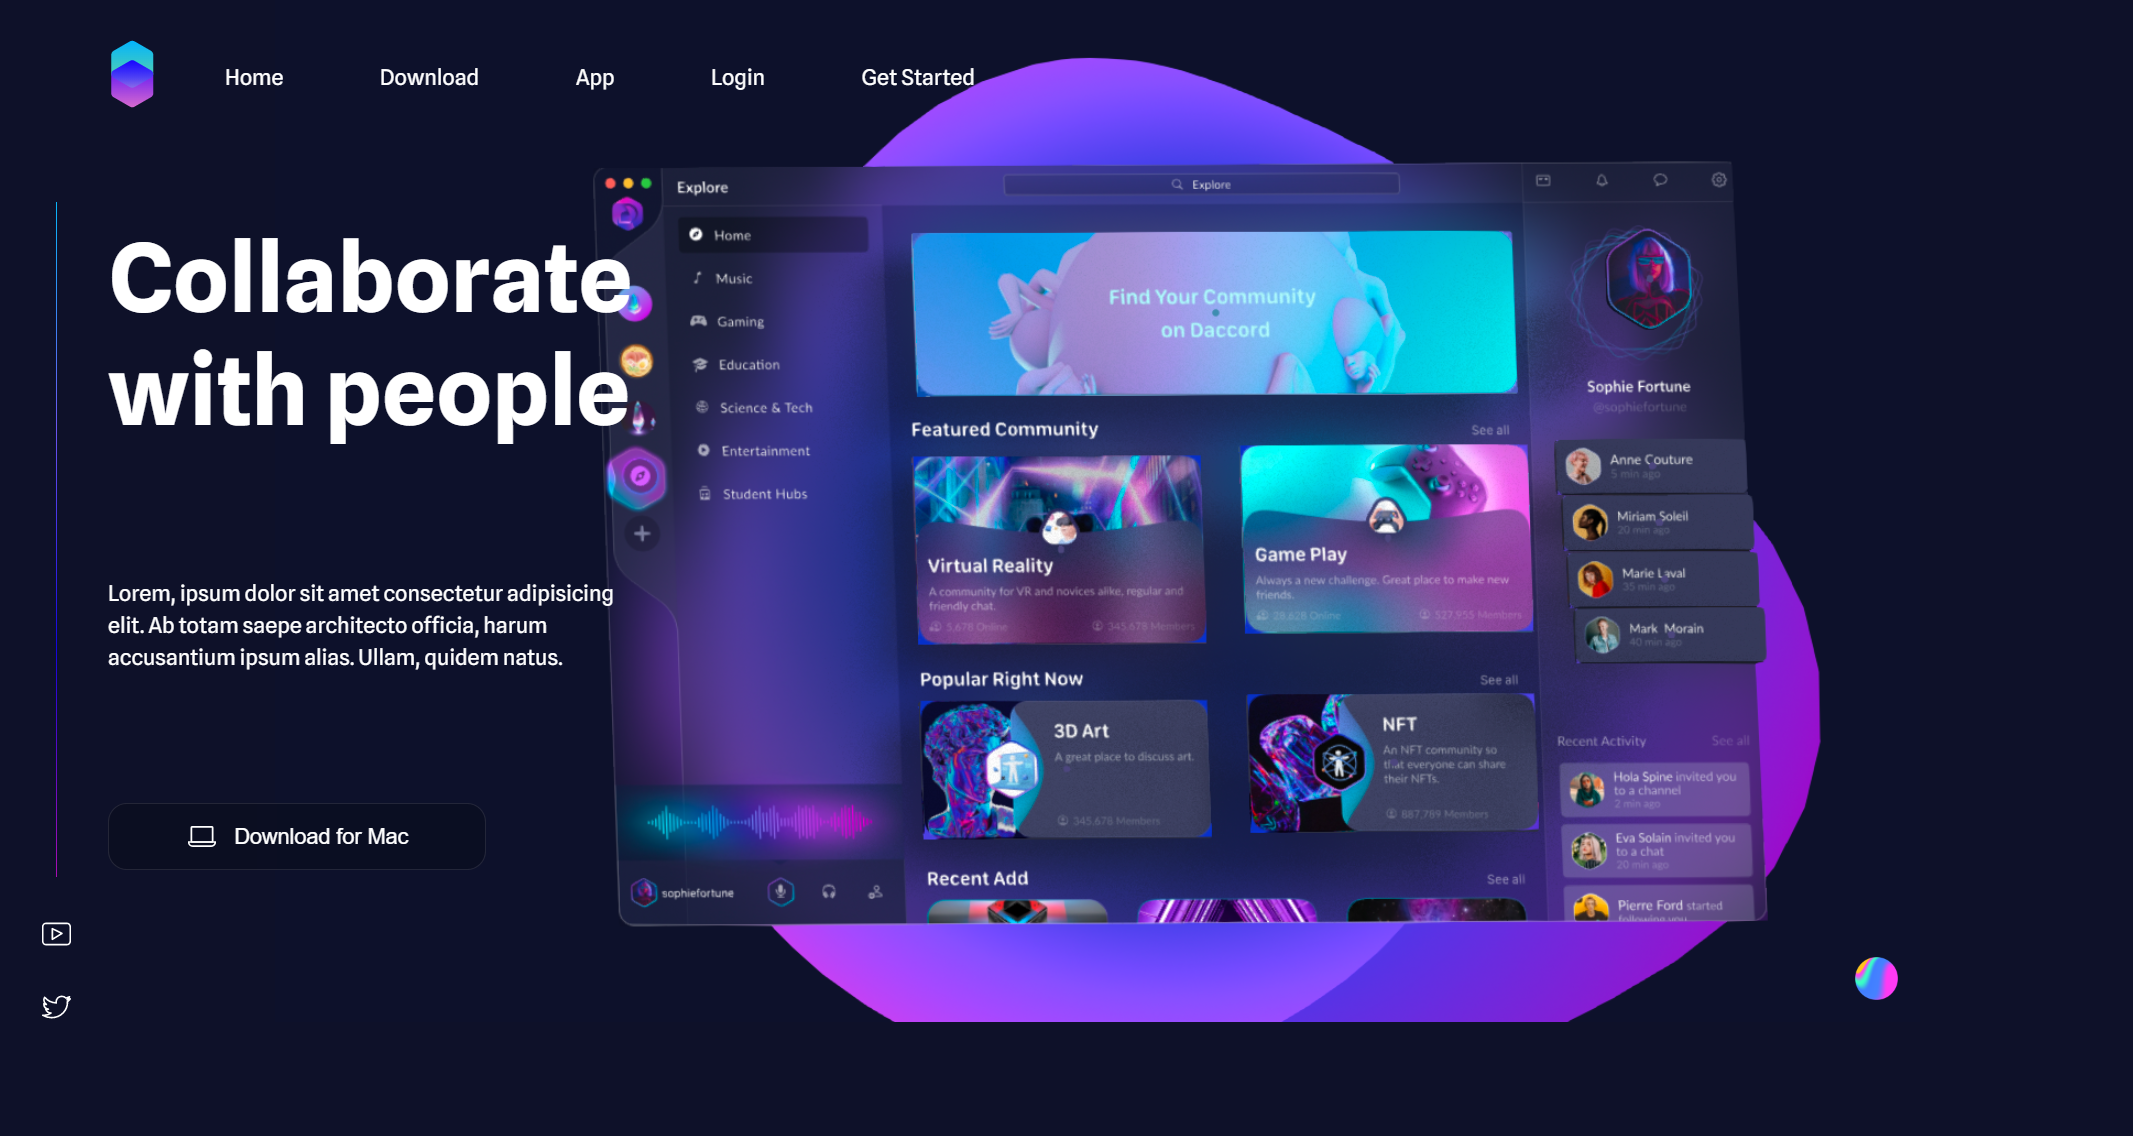 Home
Download
App
Login
Get Started
Collaborate
with people
Lorem, ipsum dolor sit amet consectetur adipisicing
elit. Ab totam saepe architecto officia, harum
accusantium ipsum alias. Ullam, quidem natus.
Download for Mac
Explore
Explore
Home
Music
Gaming
Education
Science & Tech
Entertainment
Student Hubs
sophiefortune
Find Your Community
on Daccord
Featured Community
See all
Virtual Reality
A community for VR and novices alike, regular and
friendly chat.
5,678 Online
345.678 Members
Game Play
Always a new challenge. Great place to make new
friends.
28,628 Online
527.955 Members
Popular Right Now
See all
3D Art
A great place to discuss art.
345.678 Members
NFT
An NFT community so
that everyone can share
their NFTs.
887.789 Members
Recent Add
See all
Sophie Fortune
@sophiefortune
Anne Couture
5 min ago
Miriam Soleil
20 min ago
Marie Laval
35 min ago
Mark Morain
40 min ago
Recent Activity
See all
Hola Spine invited you
to a channel
2 min ago
Eva Solain invited you
to a chat
20 min ago
Pierre Ford started
following you